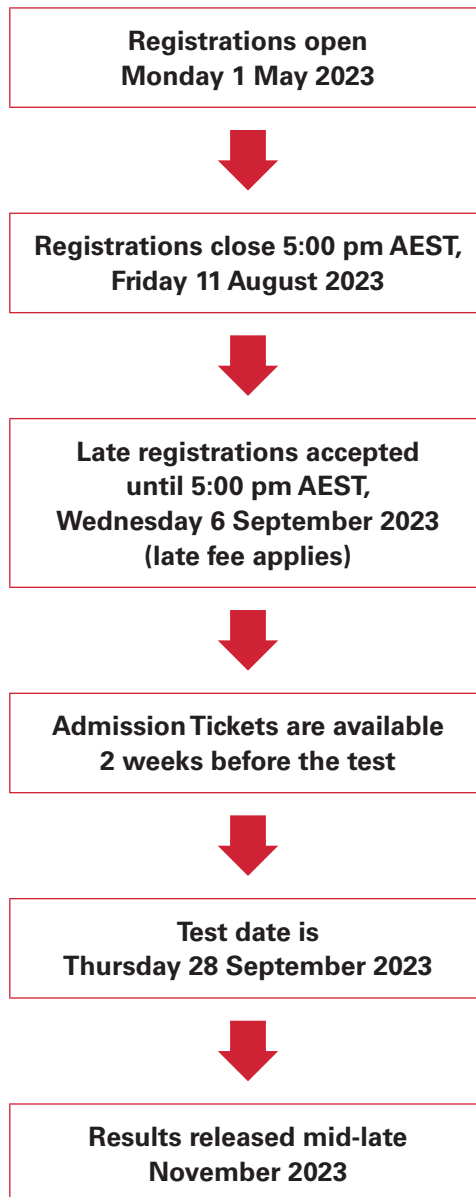 Registrations open
Monday 1 May 2023
Registrations close 5:00 pm AEST,
Friday 11 August 2023
Late registrations accepted
until 5:00 pm AEST,
Wednesday 6 September 2023
(late fee applies)
Admission Tickets are available
2 weeks before the test
Test date is
Thursday 28 September 2023
Results released mid-late
November 2023